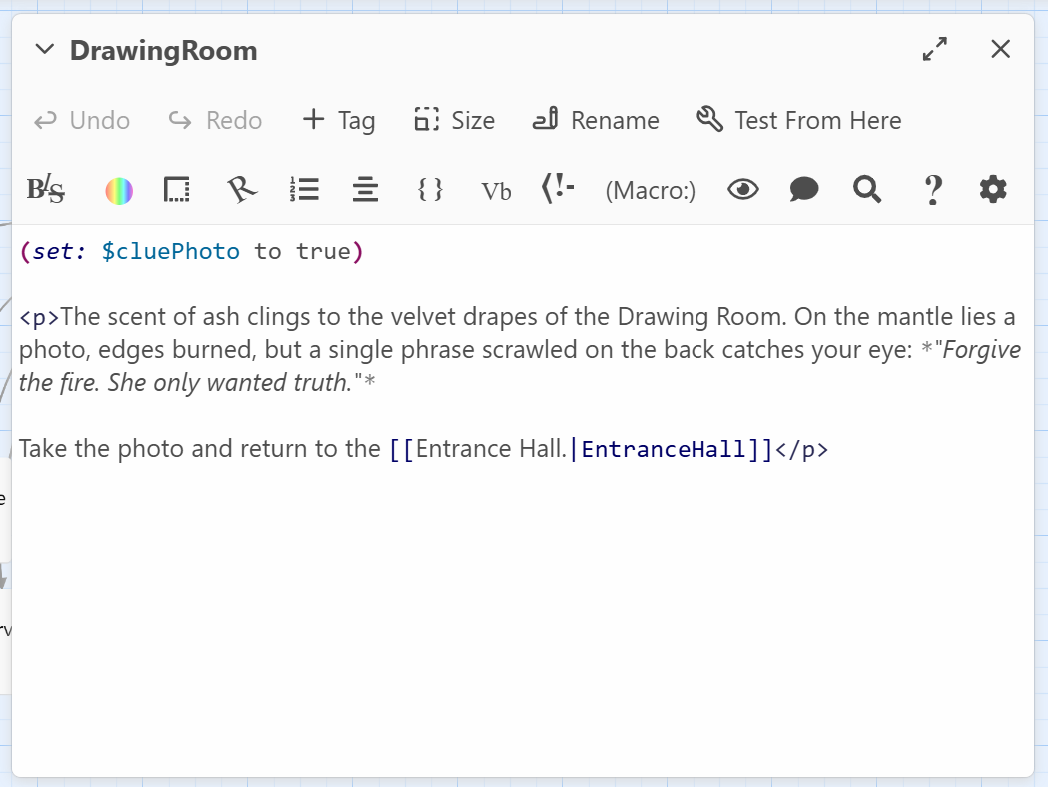 DrawingRoom
Undo Redo + Tag Size Rename Test From Here
BIS {} Vb (!- (Macro:) ?
(set: $cluePhoto to true)
<p>The scent of ash clings to the velvet drapes of the Drawing Room. On the mantle lies a
photo, edges burned, but a single phrase scrawled on the back catches your eye: *"Forgive
the fire. She only wanted truth."*
Take the photo and return to the [[Entrance Hall.|EntranceHall]]</p>
e